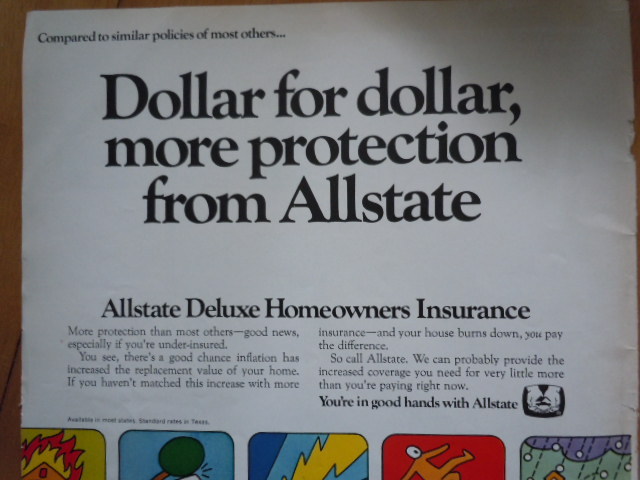 Compared to similar policies of most others...
Dollar for dollar,
more protection
from Allstate
Allstate Deluxe Homeowners Insurance
More protection than most others—good news,
especially if you're under-insured.
You see, there's a good chance inflation has
increased the replacement value of your home.
If you haven't matched this increase with more
insurance—and your house burns down, you pay
the difference.
So call Allstate. We can probably provide the
increased coverage you need for very little more
than you're paying right now.
You're in good hands with Allstate
Available in most states. Standard rates in Texas.